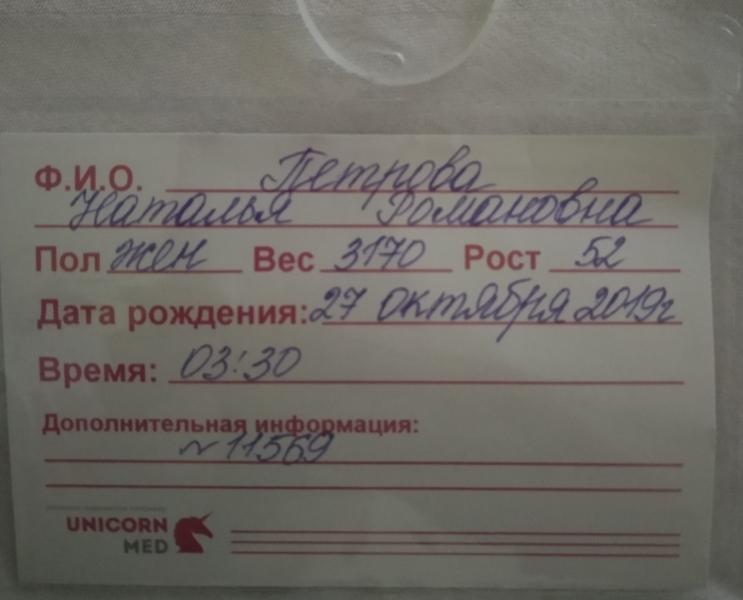 Ф.И.О. Петрова
Наталья Романовна
Пол жен Вес 3170 Рост 52
Дата рождения: 27 октября 2019г
Время: 03:30
Дополнительная информация:
~ 11569
UNICORN
MED